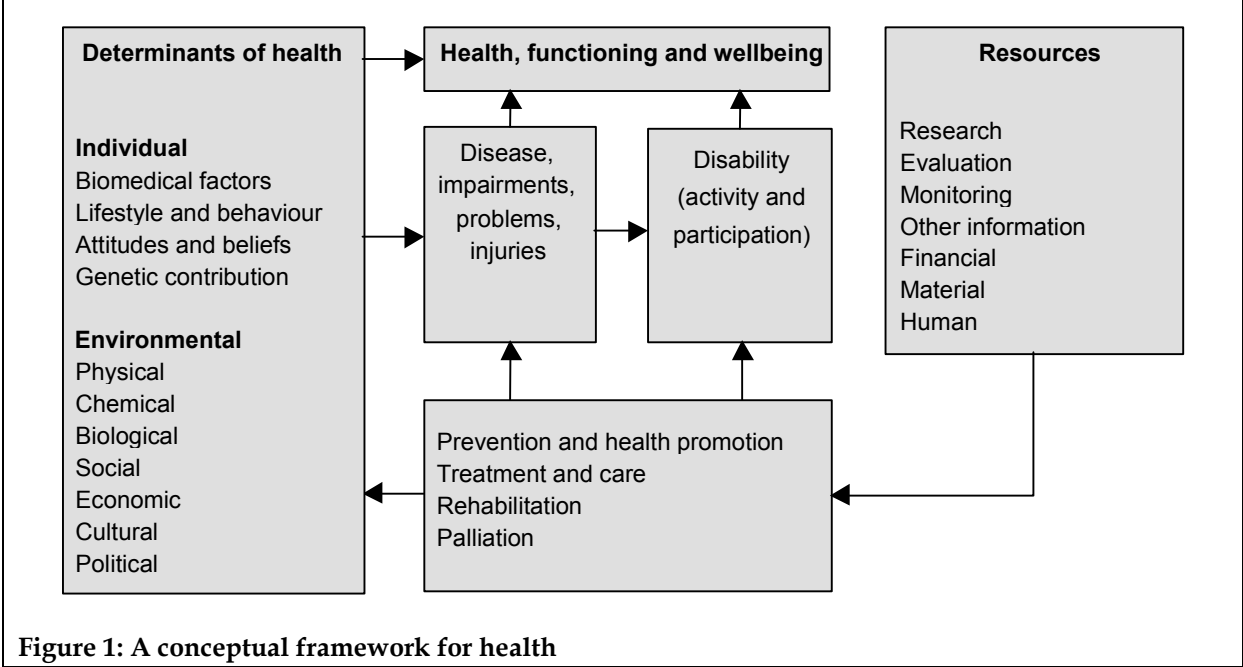 Determinants of health
Individual
Biomedical factors
Lifestyle and behaviour
Attitudes and beliefs
Genetic contribution
Environmental
Physical
Chemical
Biological
Social
Economic
Cultural
Political
Health, functioning and wellbeing
Disease,
impairments,
problems,
injuries
Disability
(activity and
participation)
Prevention and health promotion
Treatment and care
Rehabilitation
Palliation
Resources
Research
Evaluation
Monitoring
Other information
Financial
Material
Human
Figure 1: A conceptual framework for health